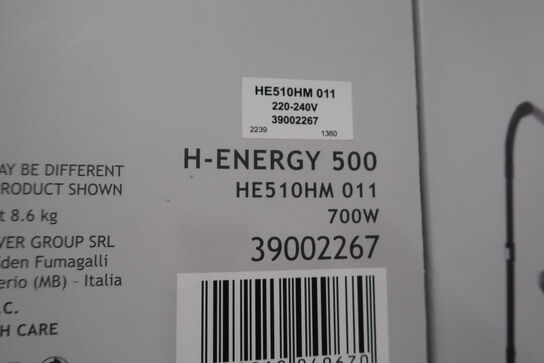 HE510HM 011
220-240V
39002267
2239 1360
H-ENERGY 500
HE510HM 011
700W
39002267
AY BE DIFFERENT
PRODUCT SHOWN
t 8.6 kg
VER GROUP SRL
den Fumagalli
erio (MB) - Italia
.C.
H CARE